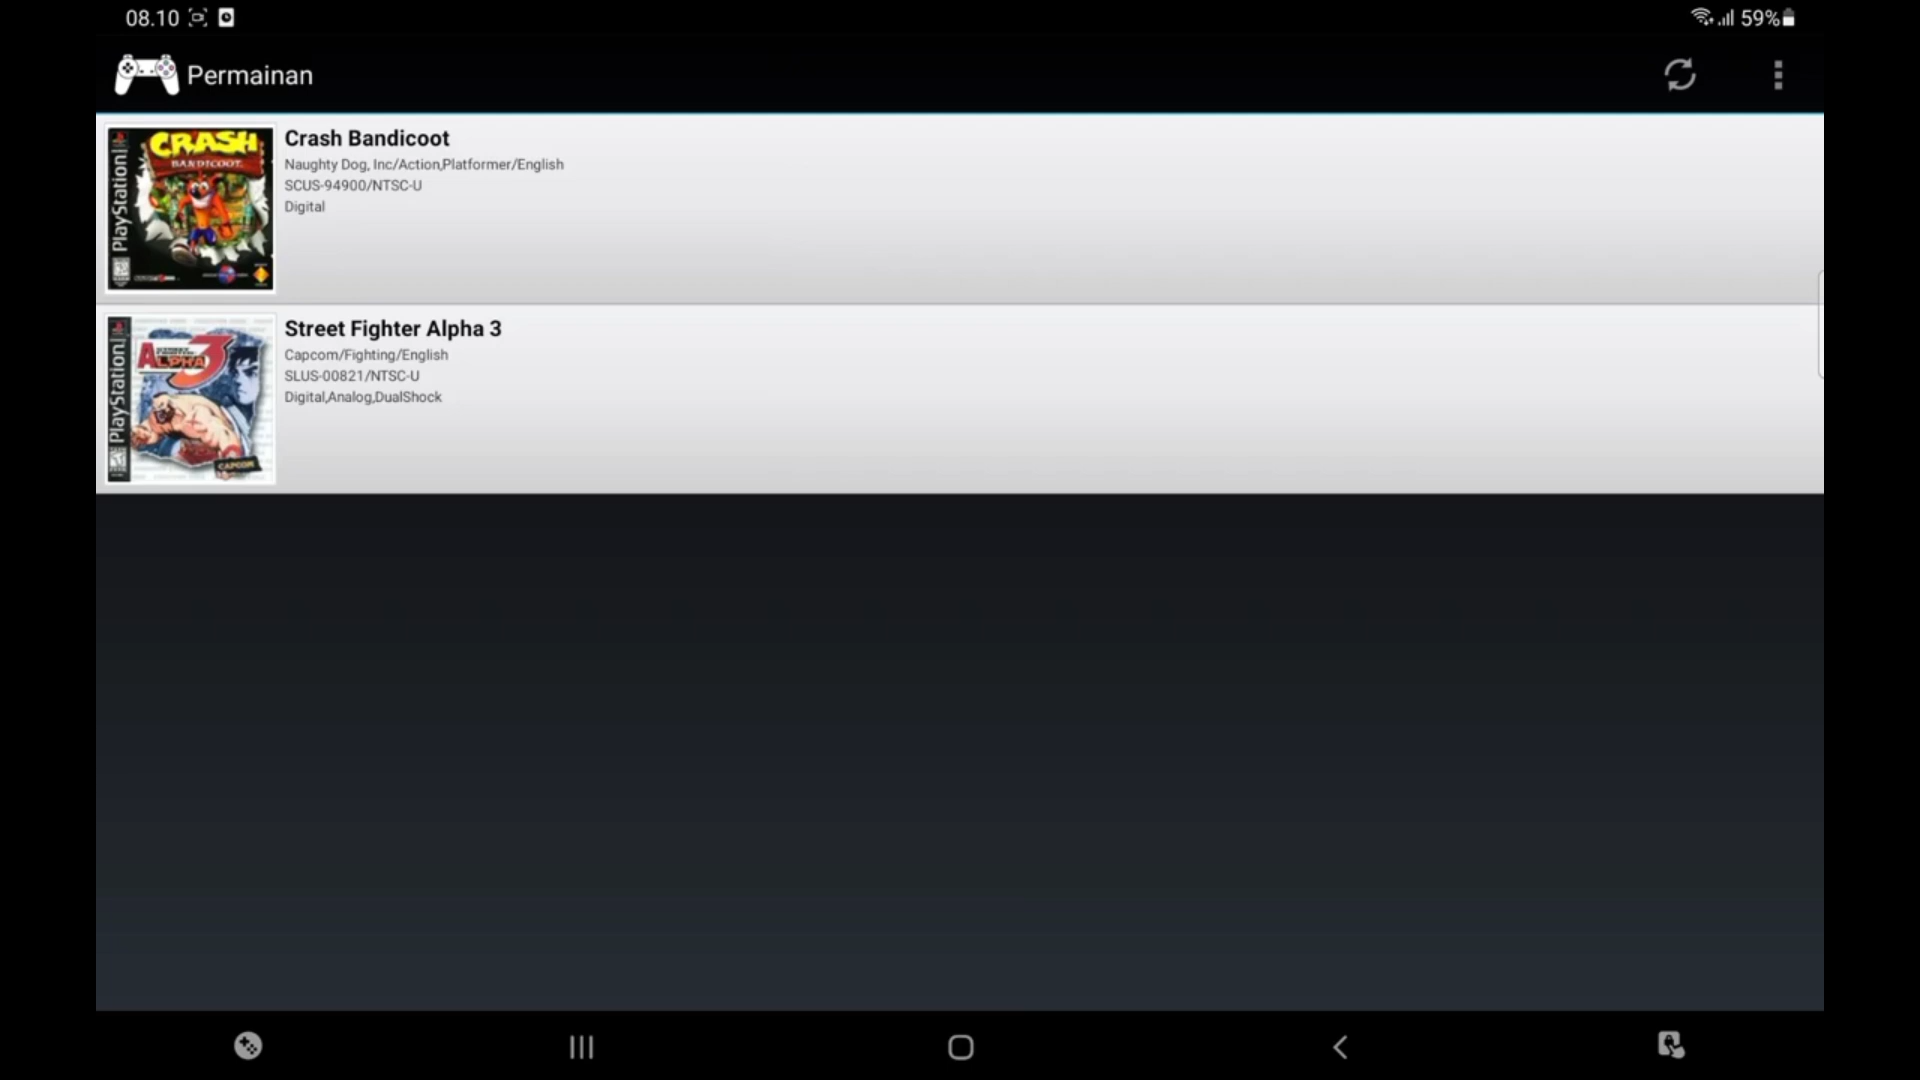 08.10
59%
Permainan
CRASH
BANDICOOT
PlayStation
Crash Bandicoot
Naughty Dog, Inc/Action,Platformer/English
SCUS-94900/NTSC-U
Digital
ALPHA 3
PlayStation
CAPCOM
Street Fighter Alpha 3
Capcom/Fighting/English
SLUS-00821/NTSC-U
Digital,Analog,DualShock